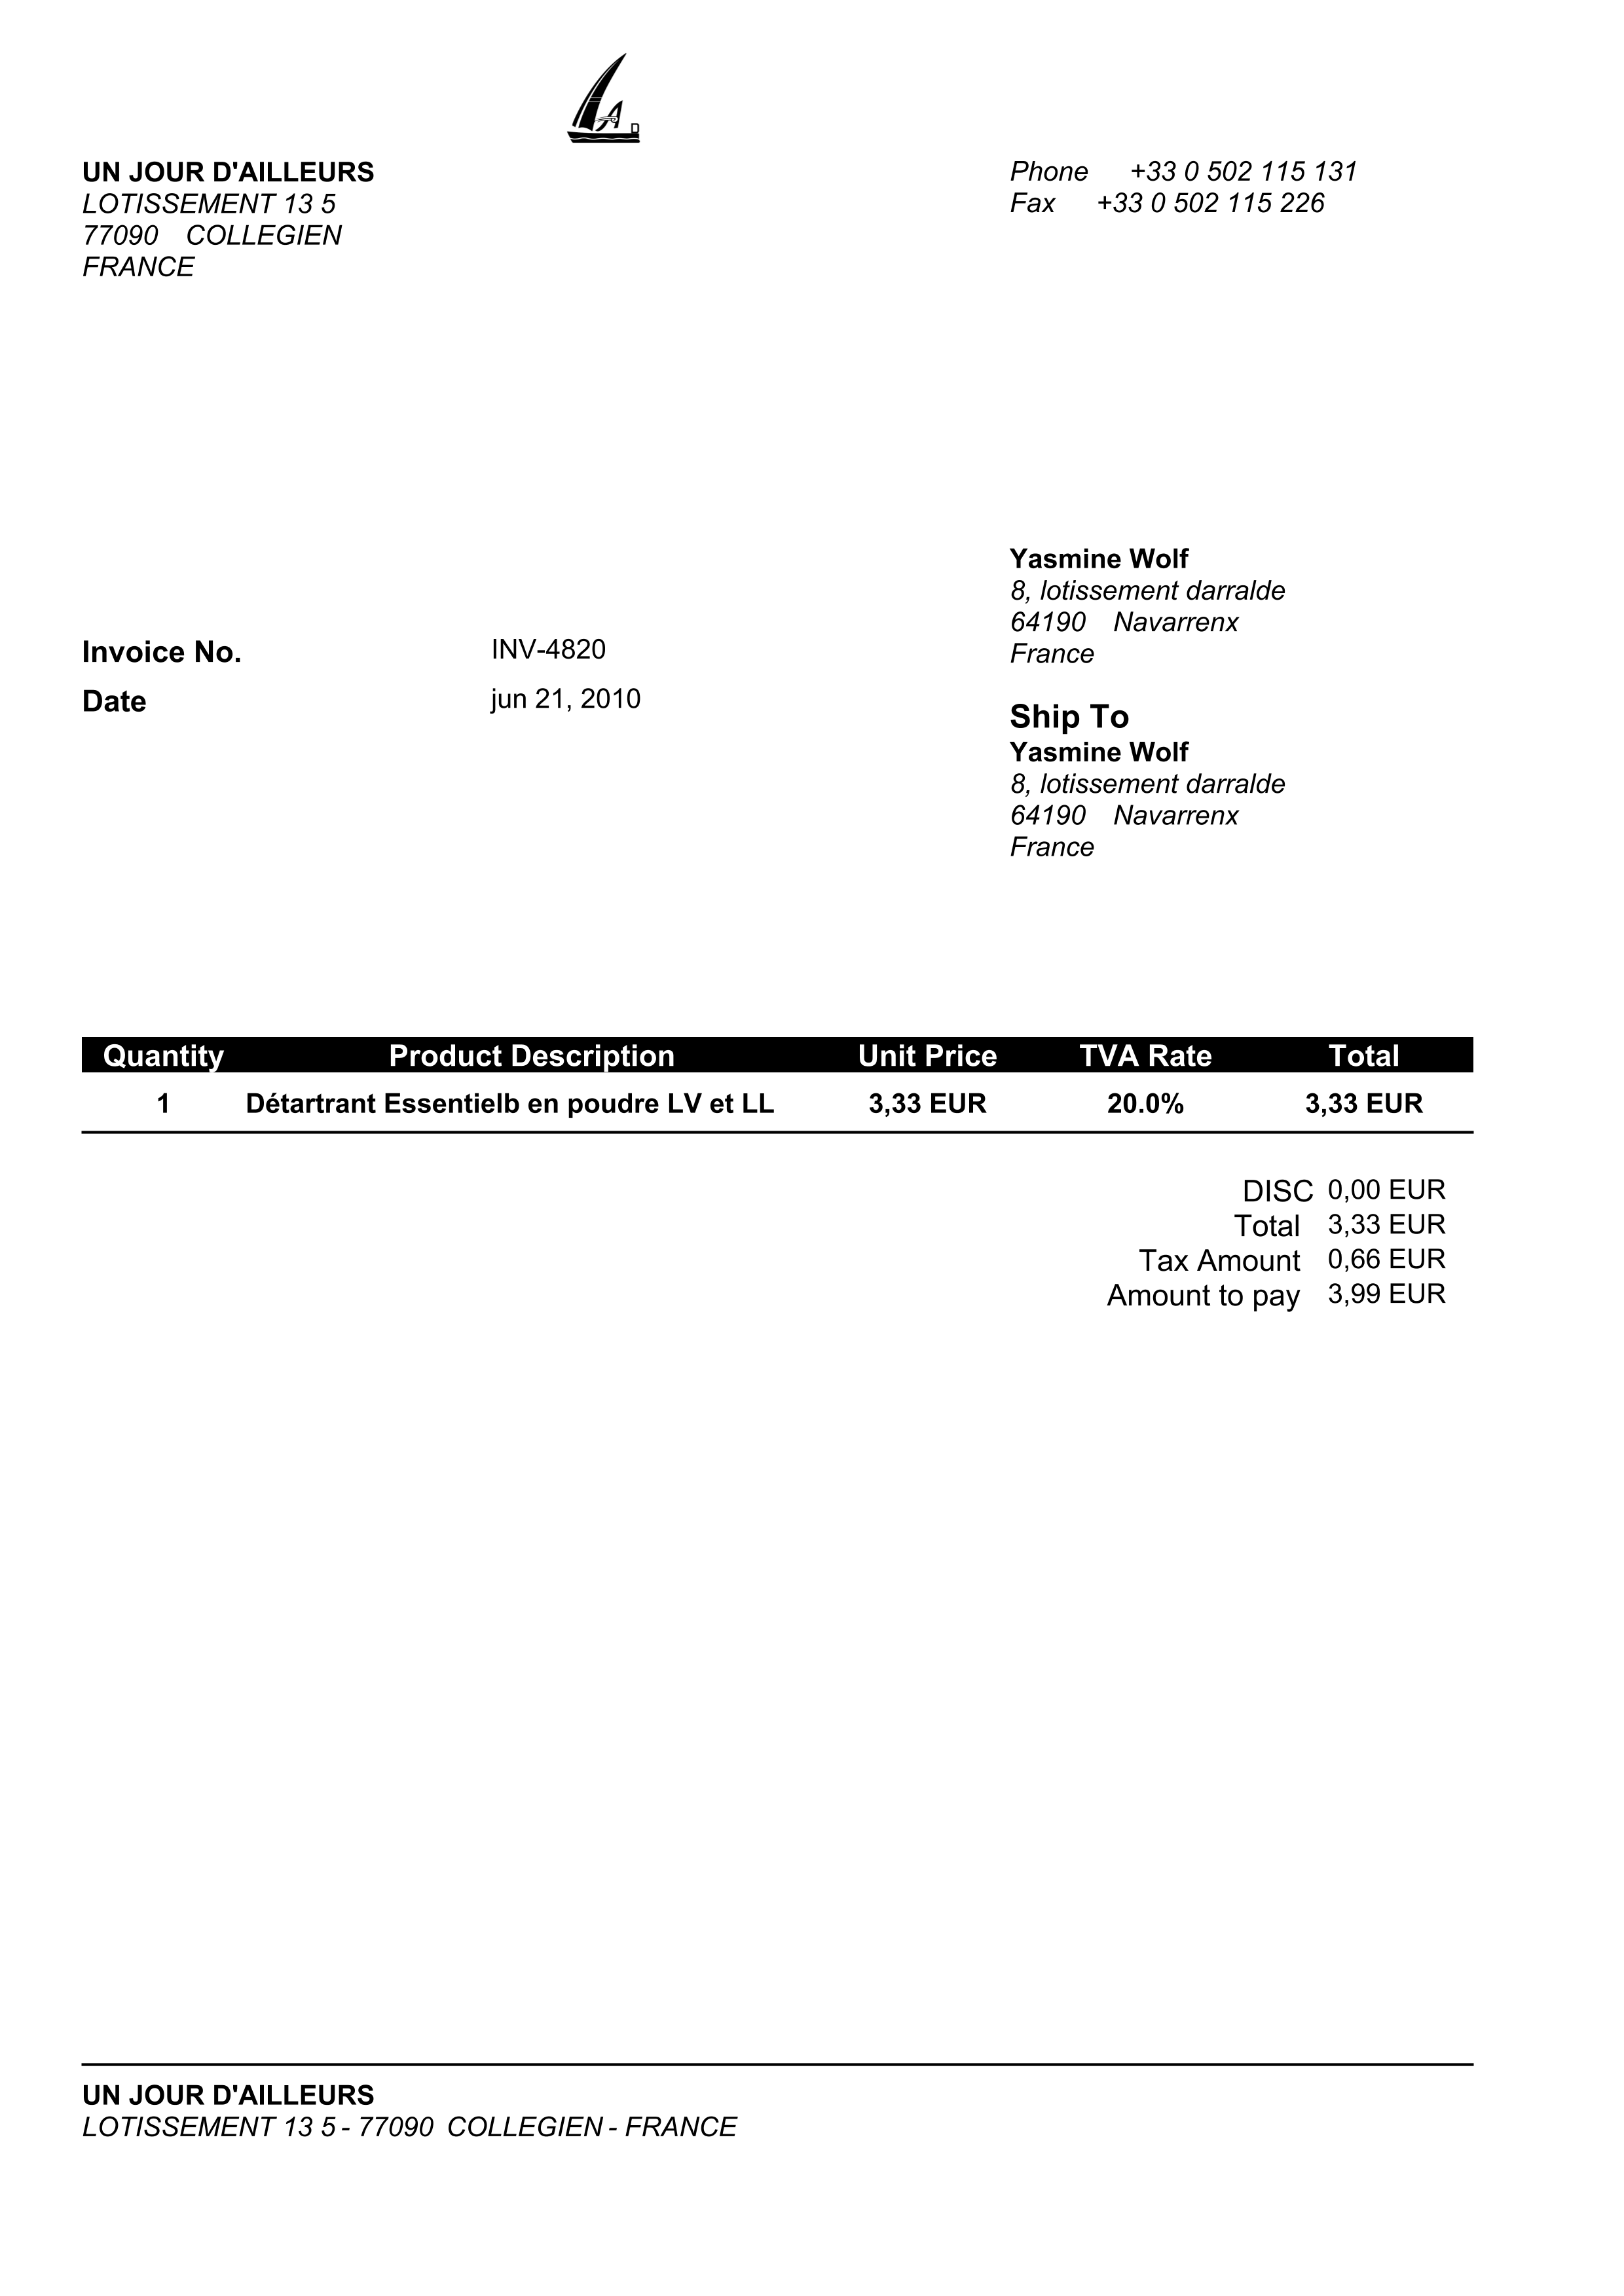 A D
UN JOUR D'AILLEURS
LOTISSEMENT 13 5
77090 COLLEGIEN
FRANCE
Phone +33 0 502 115 131
Fax +33 0 502 115 226
Yasmine Wolf
8, lotissement darralde
64190 Navarrenx
France
Invoice No. INV-4820
Date jun 21, 2010
Ship To
Yasmine Wolf
8, lotissement darralde
64190 Navarrenx
France
Quantity Product Description Unit Price TVA Rate Total
1 Détartrant Essentielb en poudre LV et LL 3,33 EUR 20.0% 3,33 EUR
DISC 0,00 EUR
Total 3,33 EUR
Tax Amount 0,66 EUR
Amount to pay 3,99 EUR
UN JOUR D'AILLEURS
LOTISSEMENT 13 5 - 77090 COLLEGIEN - FRANCE